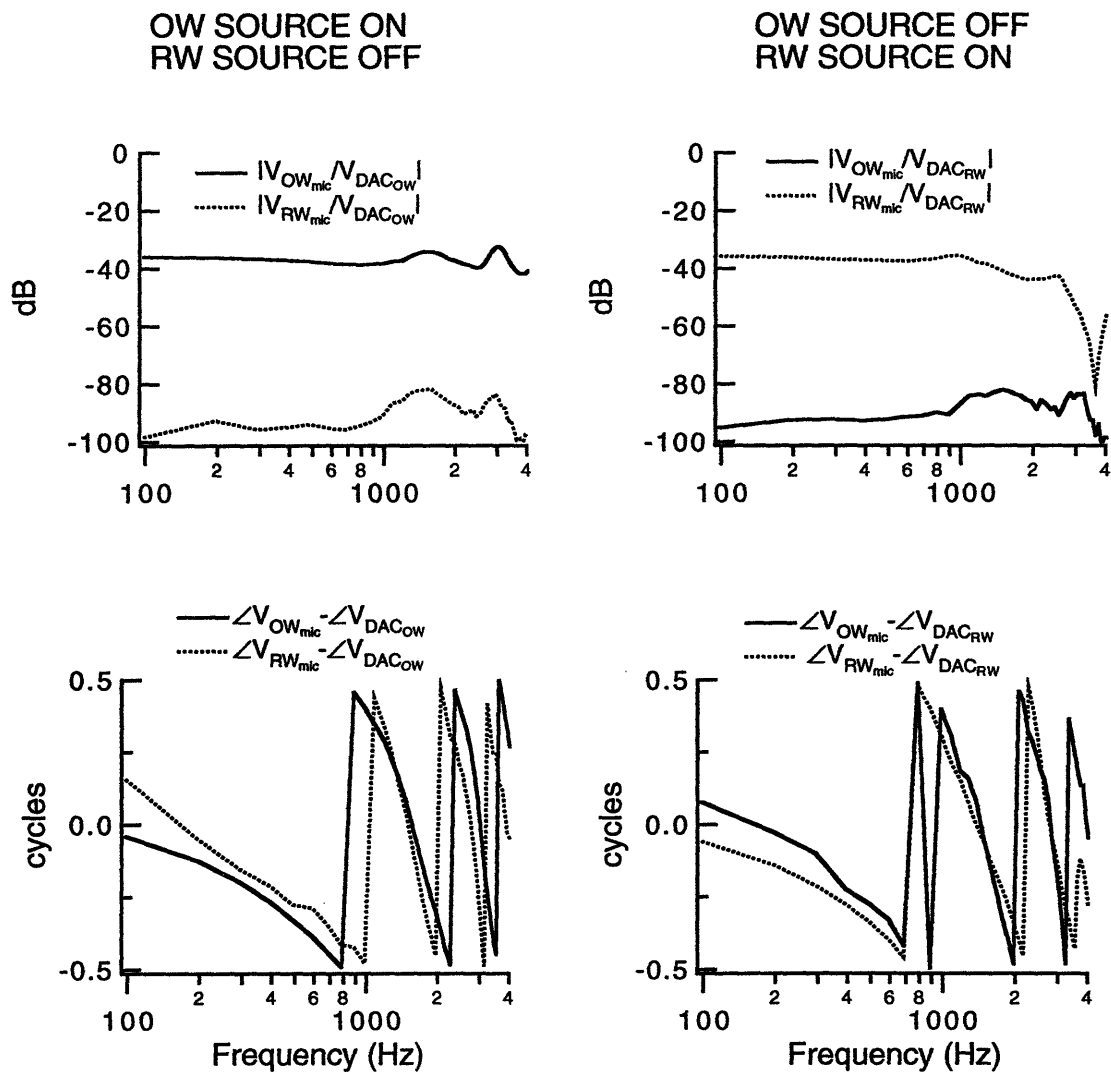 OW SOURCE ON
RW SOURCE OFF
OW SOURCE OFF
RW SOURCE ON
0
-20
-40
-60
-80
-100
dB
|V_OWmic/V_DACOW|
|V_RWmic/V_DACOW|
2 4 6 8 2 4
100 1000
0
-20
-40
-60
-80
-100
dB
|V_OWmic/V_DACRW|
|V_RWmic/V_DACRW|
2 4 6 8 2 4
100 1000
∠V_OWmic-∠V_DACOW
∠V_RWmic-∠V_DACOW
0.5
0.0
-0.5
cycles
2 4 6 8 2 4
100 1000
Frequency (Hz)
∠V_OWmic-∠V_DACRW
∠V_RWmic-∠V_DACRW
0.5
0.0
-0.5
cycles
2 4 6 8 2 4
100 1000
Frequency (Hz)